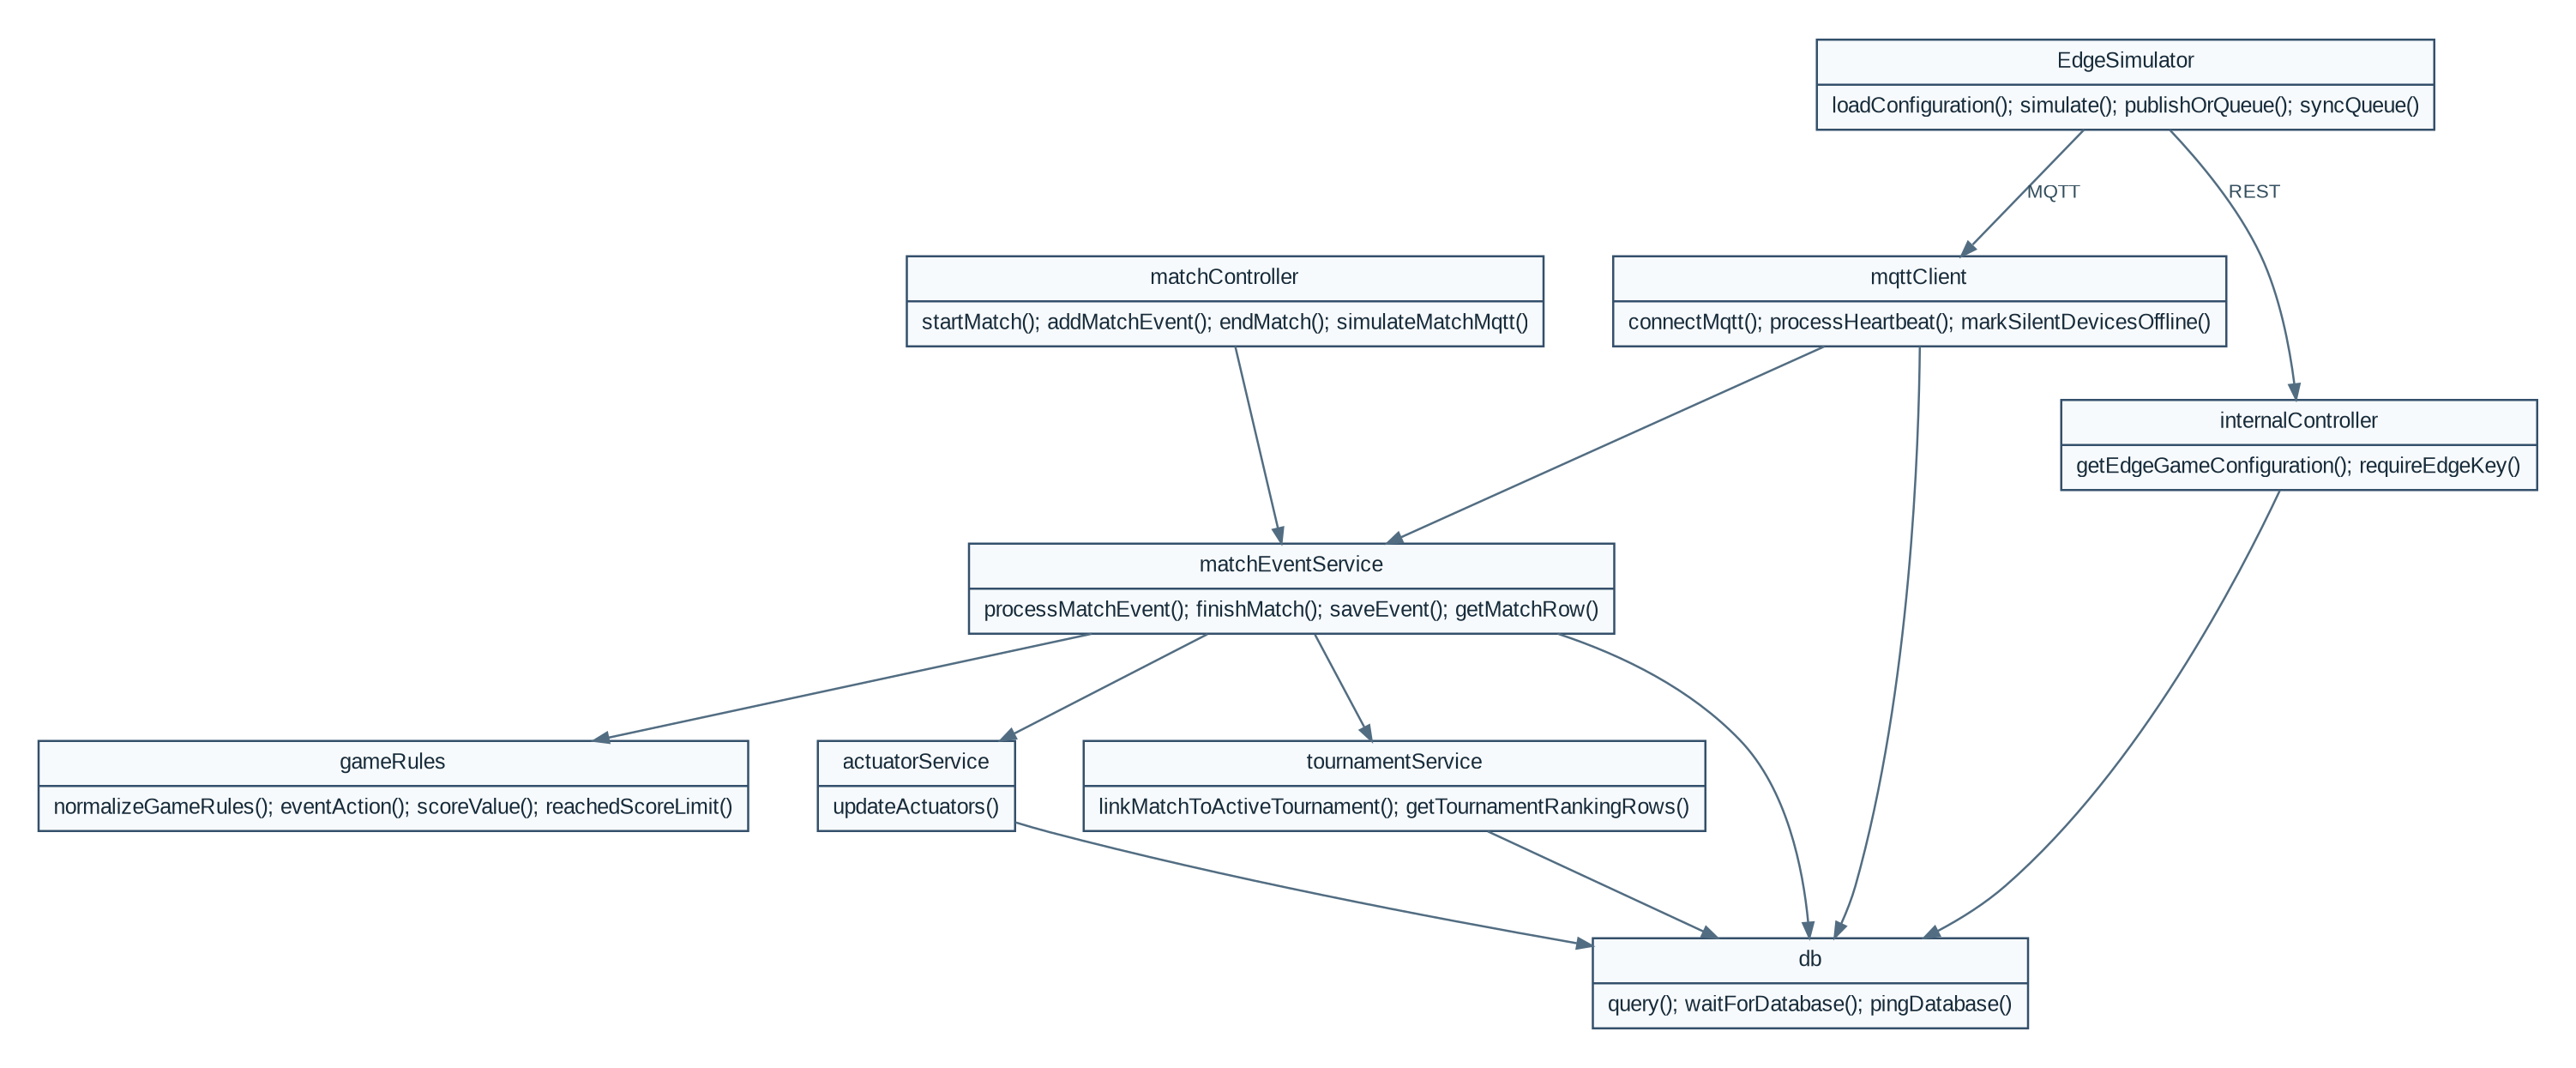 EdgeSimulator
loadConfiguration(); simulate(); publishOrQueue(); syncQueue()
MQTT
REST
matchController
startMatch(); addMatchEvent(); endMatch(); simulateMatchMqtt()
mqttClient
connectMqtt(); processHeartbeat(); markSilentDevicesOffline()
internalController
getEdgeGameConfiguration(); requireEdgeKey()
matchEventService
processMatchEvent(); finishMatch(); saveEvent(); getMatchRow()
gameRules
normalizeGameRules(); eventAction(); scoreValue(); reachedScoreLimit()
actuatorService
updateActuators()
tournamentService
linkMatchToActiveTournament(); getTournamentRankingRows()
db
query(); waitForDatabase(); pingDatabase()